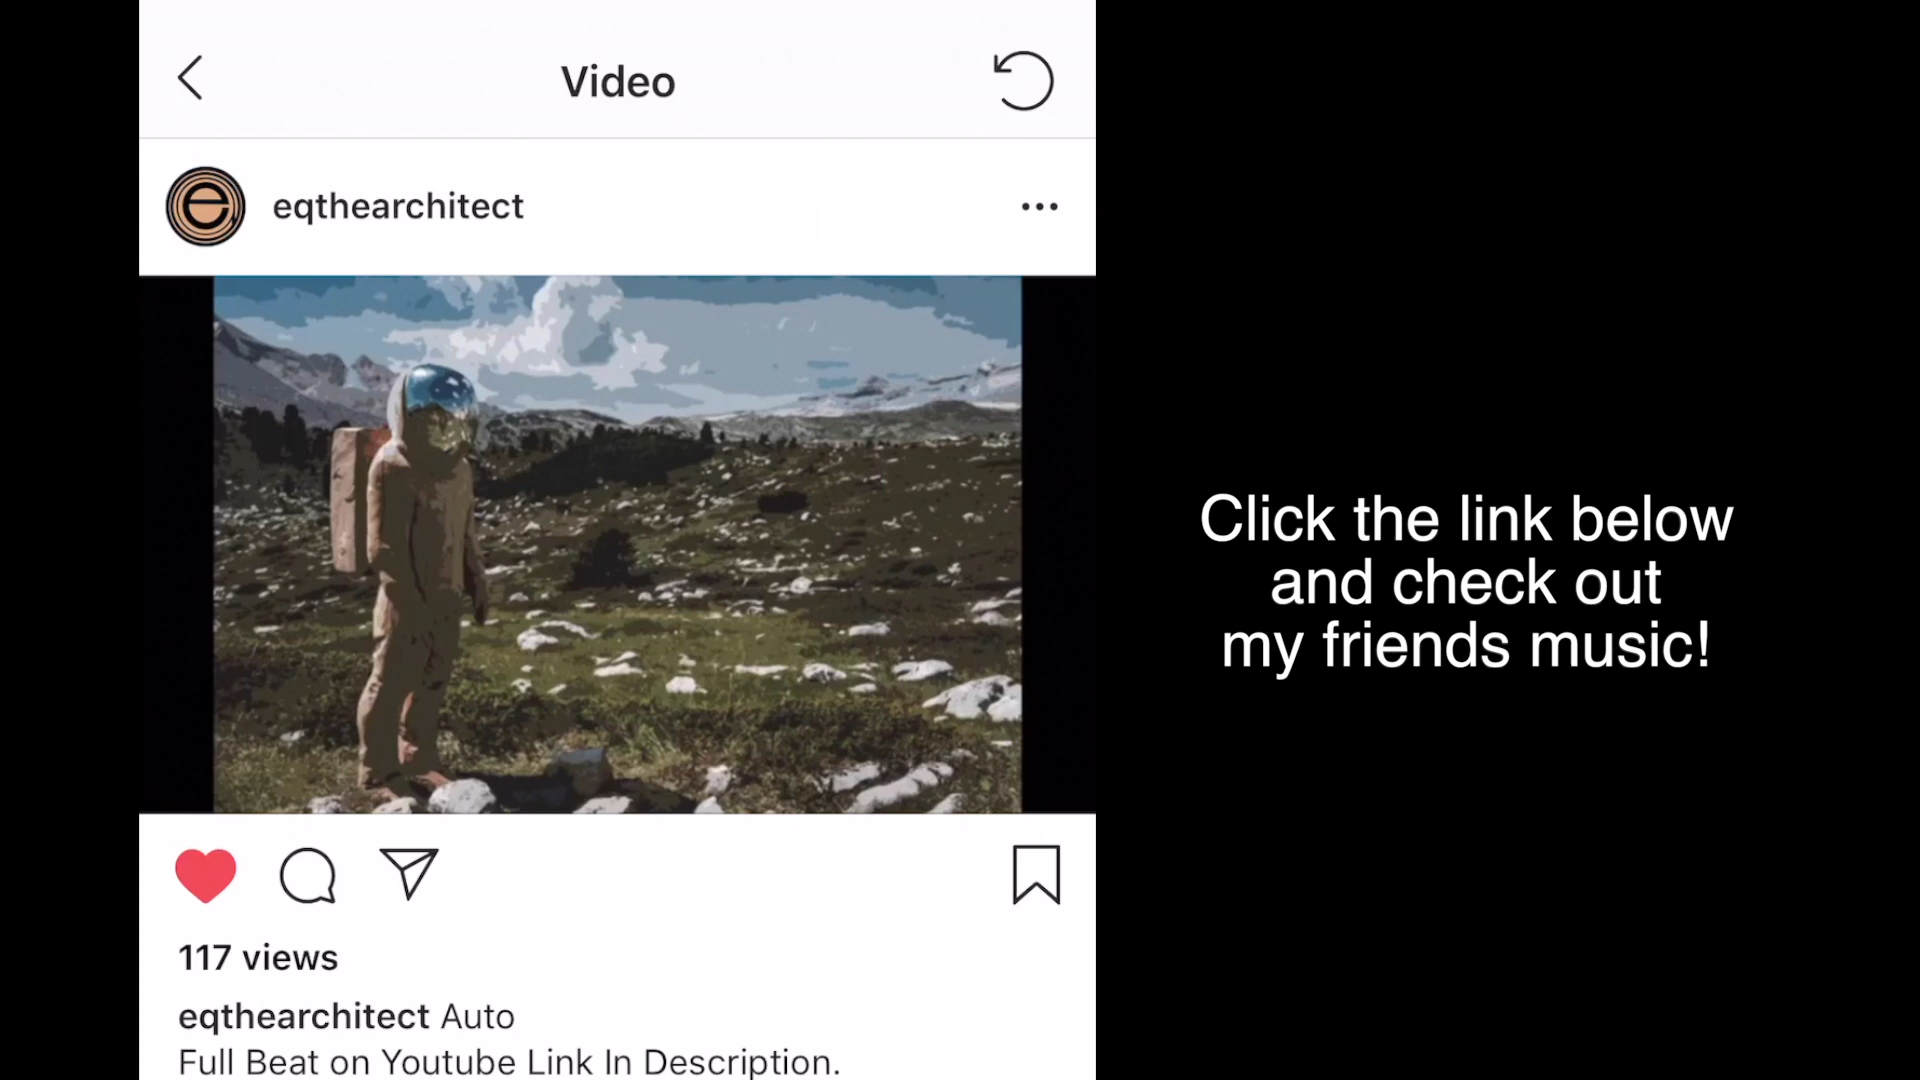 Video
eqthearchitect
117 views
eqthearchitect Auto
Full Beat on Youtube Link In Description.
Click the link below
and check out
my friends music!